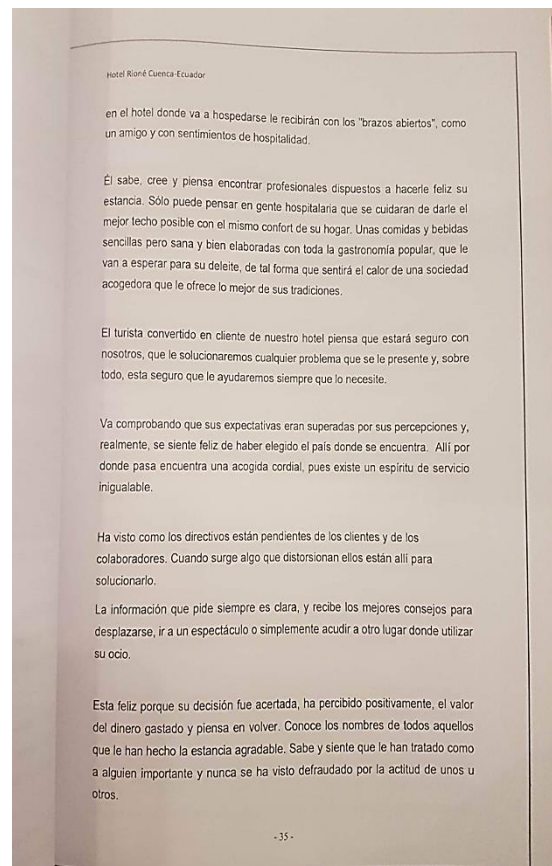 Hotel Rioné Cuenca-Ecuador
en el hotel donde va a hospedarse le recibirán con los "brazos abiertos", como
un amigo y con sentimientos de hospitalidad.
Él sabe, cree y piensa encontrar profesionales dispuestos a hacerle feliz su
estancia. Sólo puede pensar en gente hospitalaria que se cuidaran de darle el
mejor techo posible con el mismo confort de su hogar. Unas comidas y bebidas
sencillas pero sana y bien elaboradas con toda la gastronomía popular, que le
van a esperar para su deleite, de tal forma que sentirá el calor de una sociedad
acogedora que le ofrece lo mejor de sus tradiciones.
El turista convertido en cliente de nuestro hotel piensa que estará seguro con
nosotros, que le solucionaremos cualquier problema que se le presente y, sobre
todo, esta seguro que le ayudaremos siempre que lo necesite.
Va comprobando que sus expectativas eran superadas por sus percepciones y,
realmente, se siente feliz de haber elegido el país donde se encuentra. Allí por
donde pasa encuentra una acogida cordial, pues existe un espíritu de servicio
inigualable.
Ha visto como los directivos están pendientes de los clientes y de los
colaboradores. Cuando surge algo que distorsionan ellos están allí para
solucionarlo.
La información que pide siempre es clara, y recibe los mejores consejos para
desplazarse, ir a un espectáculo o simplemente acudir a otro lugar donde utilizar
su ocio.
Esta feliz porque su decisión fue acertada, ha percibido positivamente, el valor
del dinero gastado y piensa en volver. Conoce los nombres de todos aquellos
que le han hecho la estancia agradable. Sabe y siente que le han tratado como
a alguien importante y nunca se ha visto defraudado por la actitud de unos u
otros.
- 35 -